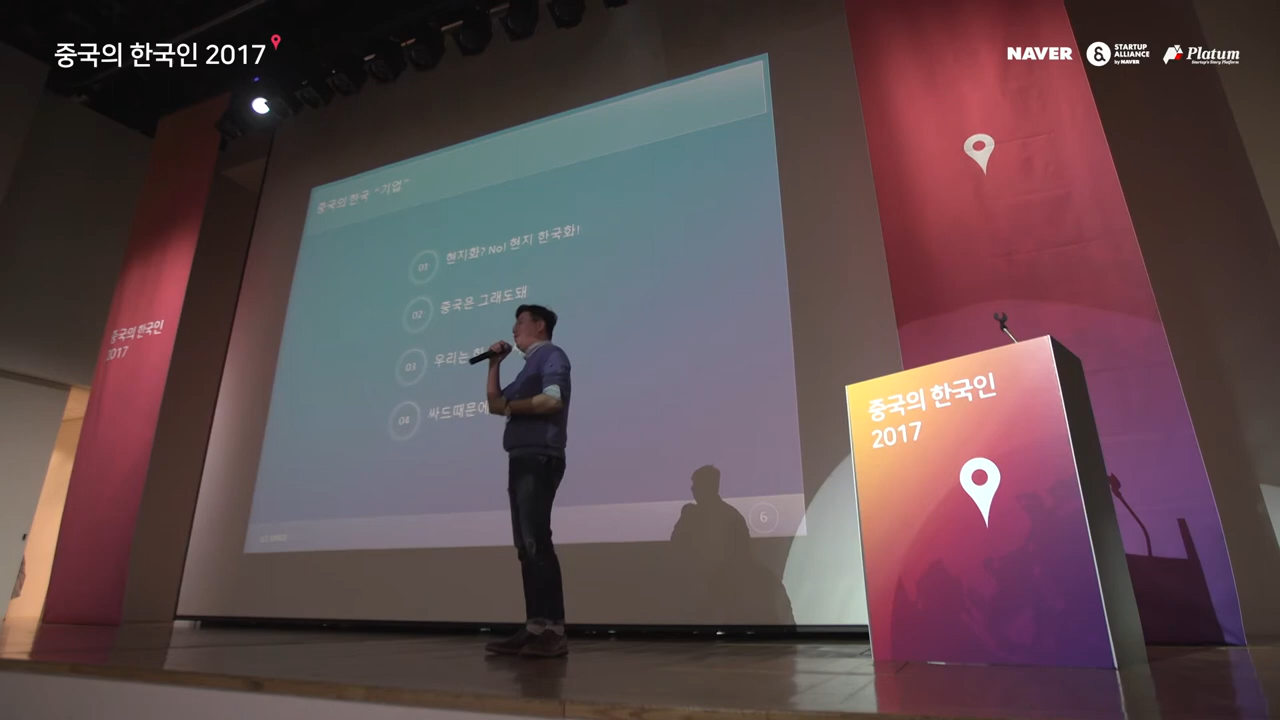 중국의 한국인 2017
NAVER
&
STARTUP
ALLIANCE
by NAVER
Platum
Startup's Story Platform
중국의 한국 "기업"
01 현지화? No! 현지 한국화!
02 중국은 그래도돼
03 우리는
04 싸드때문에
6
중국의 한국인
2017
중국의 한국인
2017